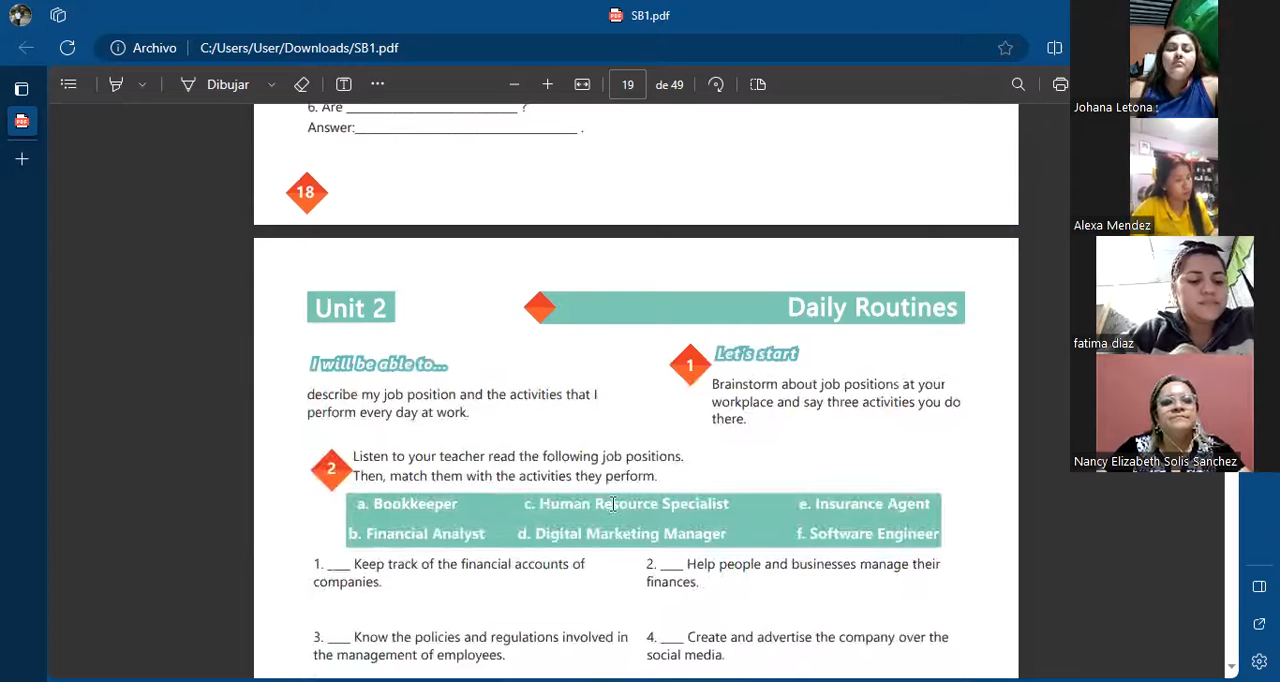 SB1.pdf
Archivo C:/Users/User/Downloads/SB1.pdf
Dibujar 19 de 49
6. Are ______________________ ?
Answer:_____________________________ .
18
Unit 2 Daily Routines
I will be able to...
describe my job position and the activities that I
perform every day at work.
1 Let's start
Brainstorm about job positions at your
workplace and say three activities you do
there.
2 Listen to your teacher read the following job positions.
Then, match them with the activities they perform.
a. Bookkeeper c. Human Resource Specialist e. Insurance Agent
b. Financial Analyst d. Digital Marketing Manager f. Software Engineer
1. ___ Keep track of the financial accounts of
companies.
2. ___ Help people and businesses manage their
finances.
3. ___ Know the policies and regulations involved in
the management of employees.
4. ___ Create and advertise the company over the
social media.
Johana Letona :
Alexa Mendez
fatima diaz
Nancy Elizabeth Solis Sanchez